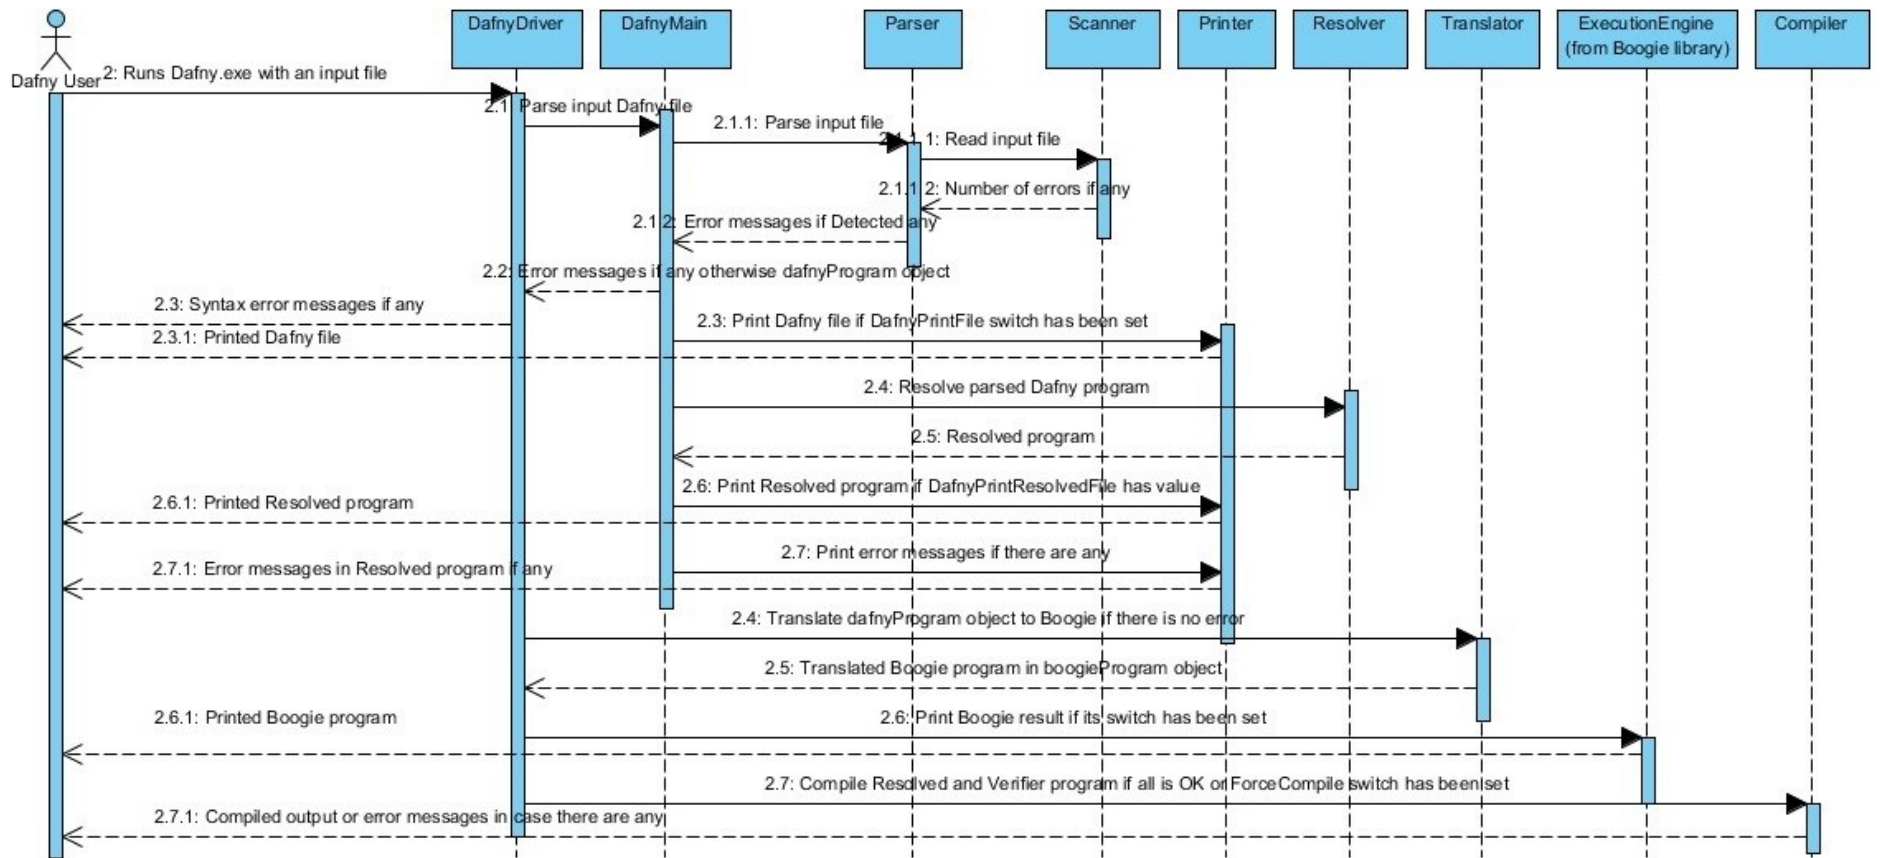 DafnyDriver
DafnyMain
Parser
Scanner
Printer
Resolver
Translator
ExecutionEngine
(from Boogie library)
Compiler
Dafny User
2: Runs Dafny.exe with an input file
2.1: Parse input Dafny file
2.1.1: Parse input file
2.1.1.1: Read input file
2.1.1.2: Number of errors if any
2.1.2: Error messages if Detected any
2.2: Error messages if any otherwise dafnyProgram object
2.3: Syntax error messages if any
2.3: Print Dafny file if DafnyPrintFile switch has been set
2.3.1: Printed Dafny file
2.4: Resolve parsed Dafny program
2.5: Resolved program
2.6: Print Resolved program if DafnyPrintResolvedFile has value
2.6.1: Printed Resolved program
2.7: Print error messages if there are any
2.7.1: Error messages in Resolved program if any
2.4: Translate dafnyProgram object to Boogie if there is no error
2.5: Translated Boogie program in boogieProgram object
2.6.1: Printed Boogie program
2.6: Print Boogie result if its switch has been set
2.7: Compile Resolved and Verifier program if all is OK or ForceCompile switch has been set
2.7.1: Compiled output or error messages in case there are any